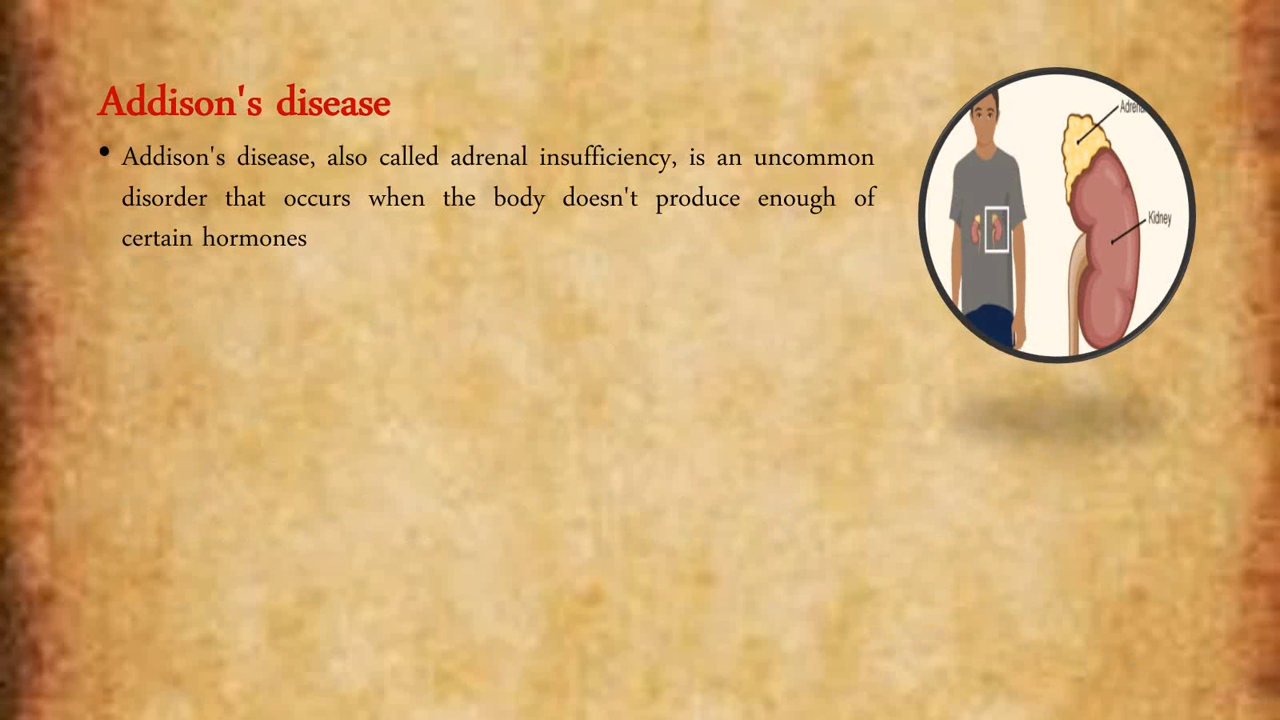 Addison's disease
• Addison's disease, also called adrenal insufficiency, is an uncommon
disorder that occurs when the body doesn't produce enough of
certain hormones
Kidney